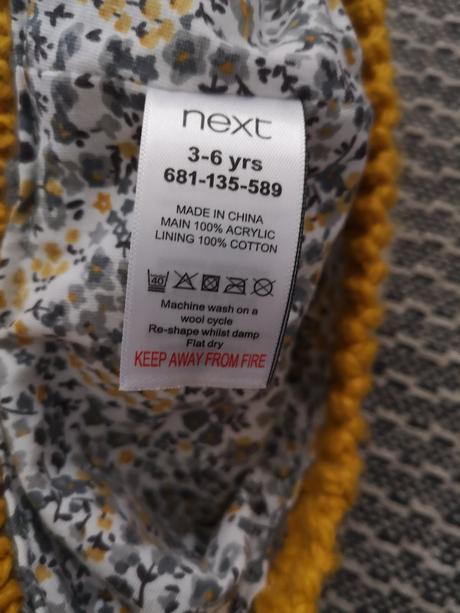 next
3-6 yrs
681-135-589
MADE IN CHINA
MAIN 100% ACRYLIC
LINING 100% COTTON
40
Machine wash on a
wool cycle
Re-shape whilst damp
Flat dry
KEEP AWAY FROM FIRE